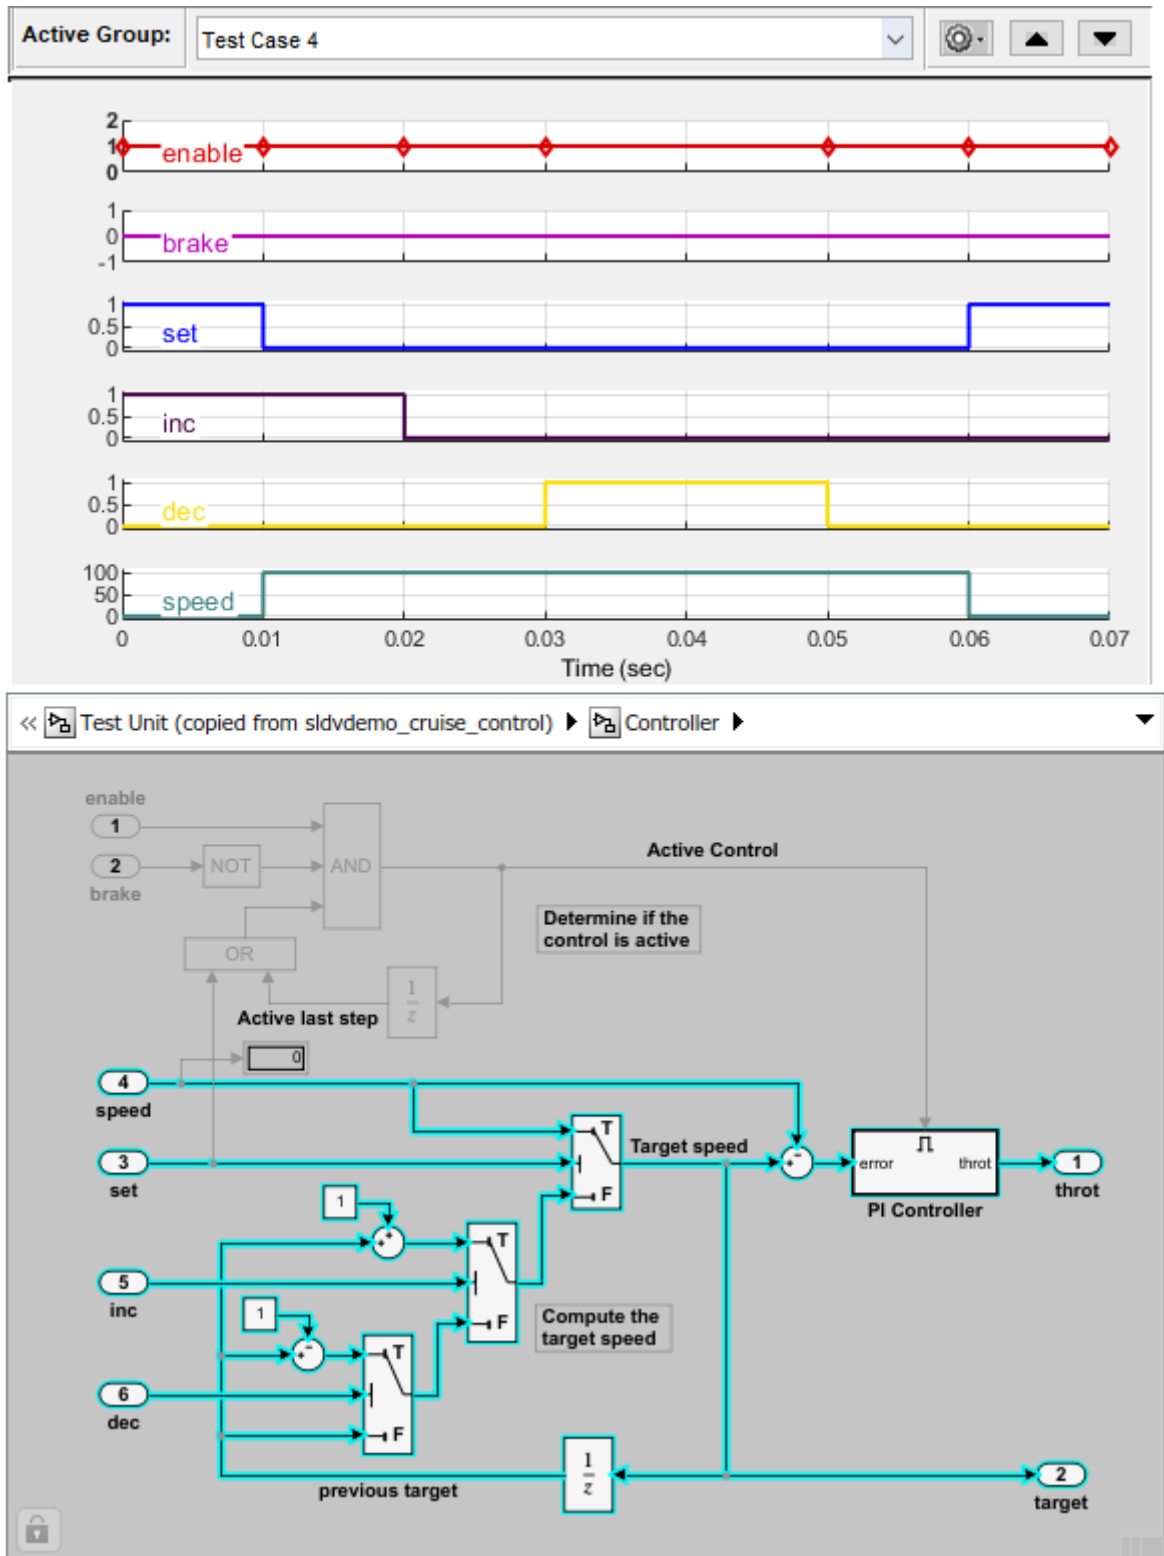 Active Group:
Test Case 4
2
1
0
enable
1
0
-1
brake
1
0.5
0
set
1
0.5
0
inc
1
0.5
0
dec
100
50
0
speed
0 0.01 0.02 0.03 0.04 0.05 0.06 0.07
Time (sec)
« Test Unit (copied from sldvdemo_cruise_control) Controller
enable
1
2
brake
NOT
AND
OR
Active Control
Determine if the
control is active
1
z
Active last step
0
4
speed
3
set
T
F
Target speed
error
throt
PI Controller
1
throt
1
T
F
5
inc
Compute the
target speed
1
T
F
6
dec
1
z
previous target
2
target